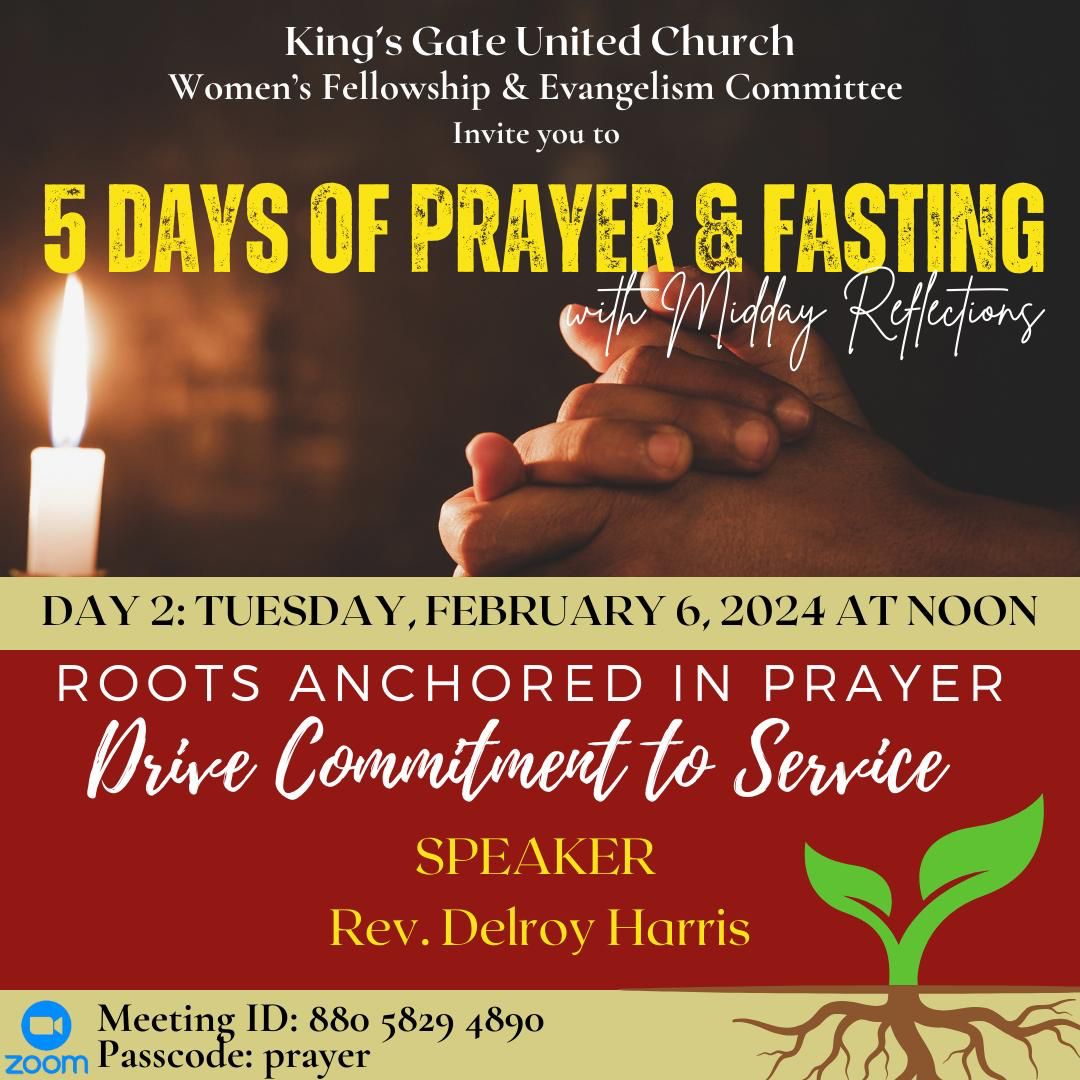 King's Gate United Church
Women's Fellowship & Evangelism Committee
Invite you to
5 DAYS OF PRAYER & FASTING
with Midday Reflections
DAY 2: TUESDAY, FEBRUARY 6, 2024 AT NOON
ROOTS ANCHORED IN PRAYER
Drive Commitment to Service
SPEAKER
Rev. Delroy Harris
Meeting ID: 880 5829 4890
Passcode: prayer
zoom